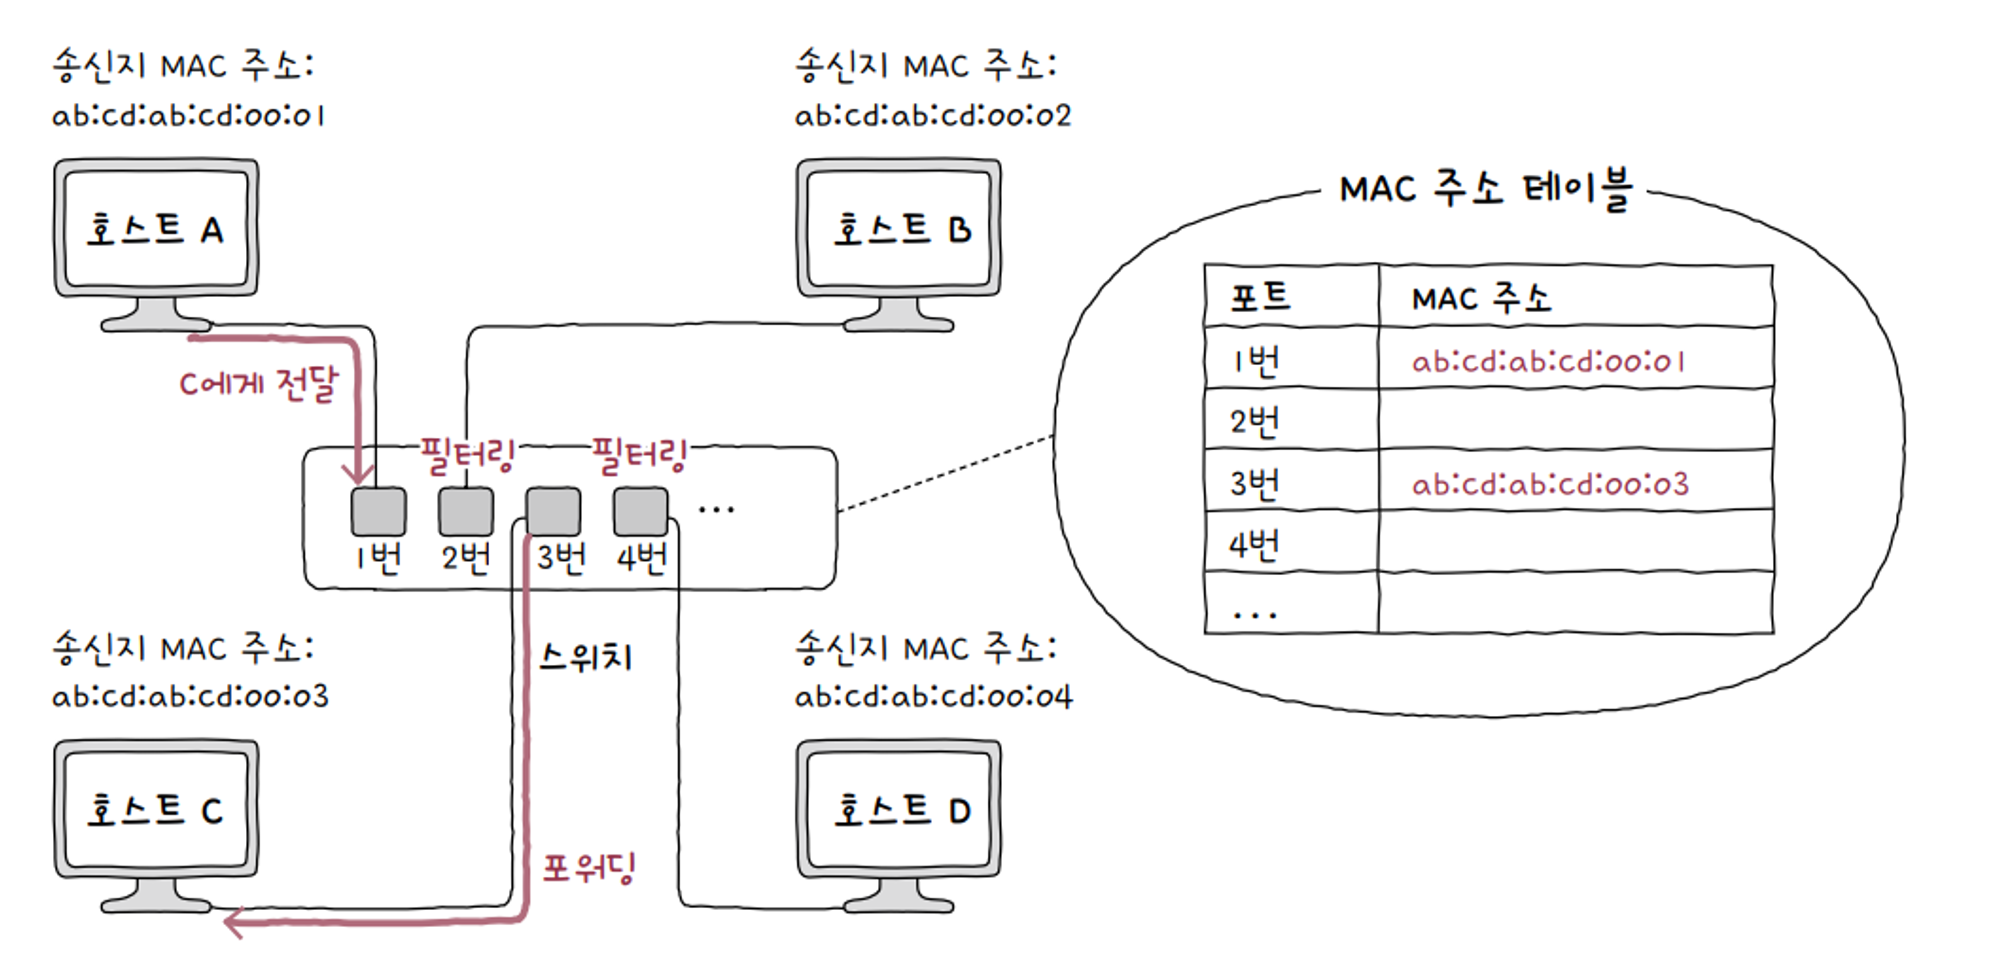 송신지 MAC 주소:
ab:cd:ab:cd:00:01
호스트 A
송신지 MAC 주소:
ab:cd:ab:cd:00:02
호스트 B
C에게 전달
필터링
필터링
1번
2번
3번
4번
...
스위치
포워딩
송신지 MAC 주소:
ab:cd:ab:cd:00:03
호스트 C
송신지 MAC 주소:
ab:cd:ab:cd:00:04
호스트 D
MAC 주소 테이블
포트 MAC 주소
1번 ab:cd:ab:cd:00:01
2번
3번 ab:cd:ab:cd:00:03
4번
...